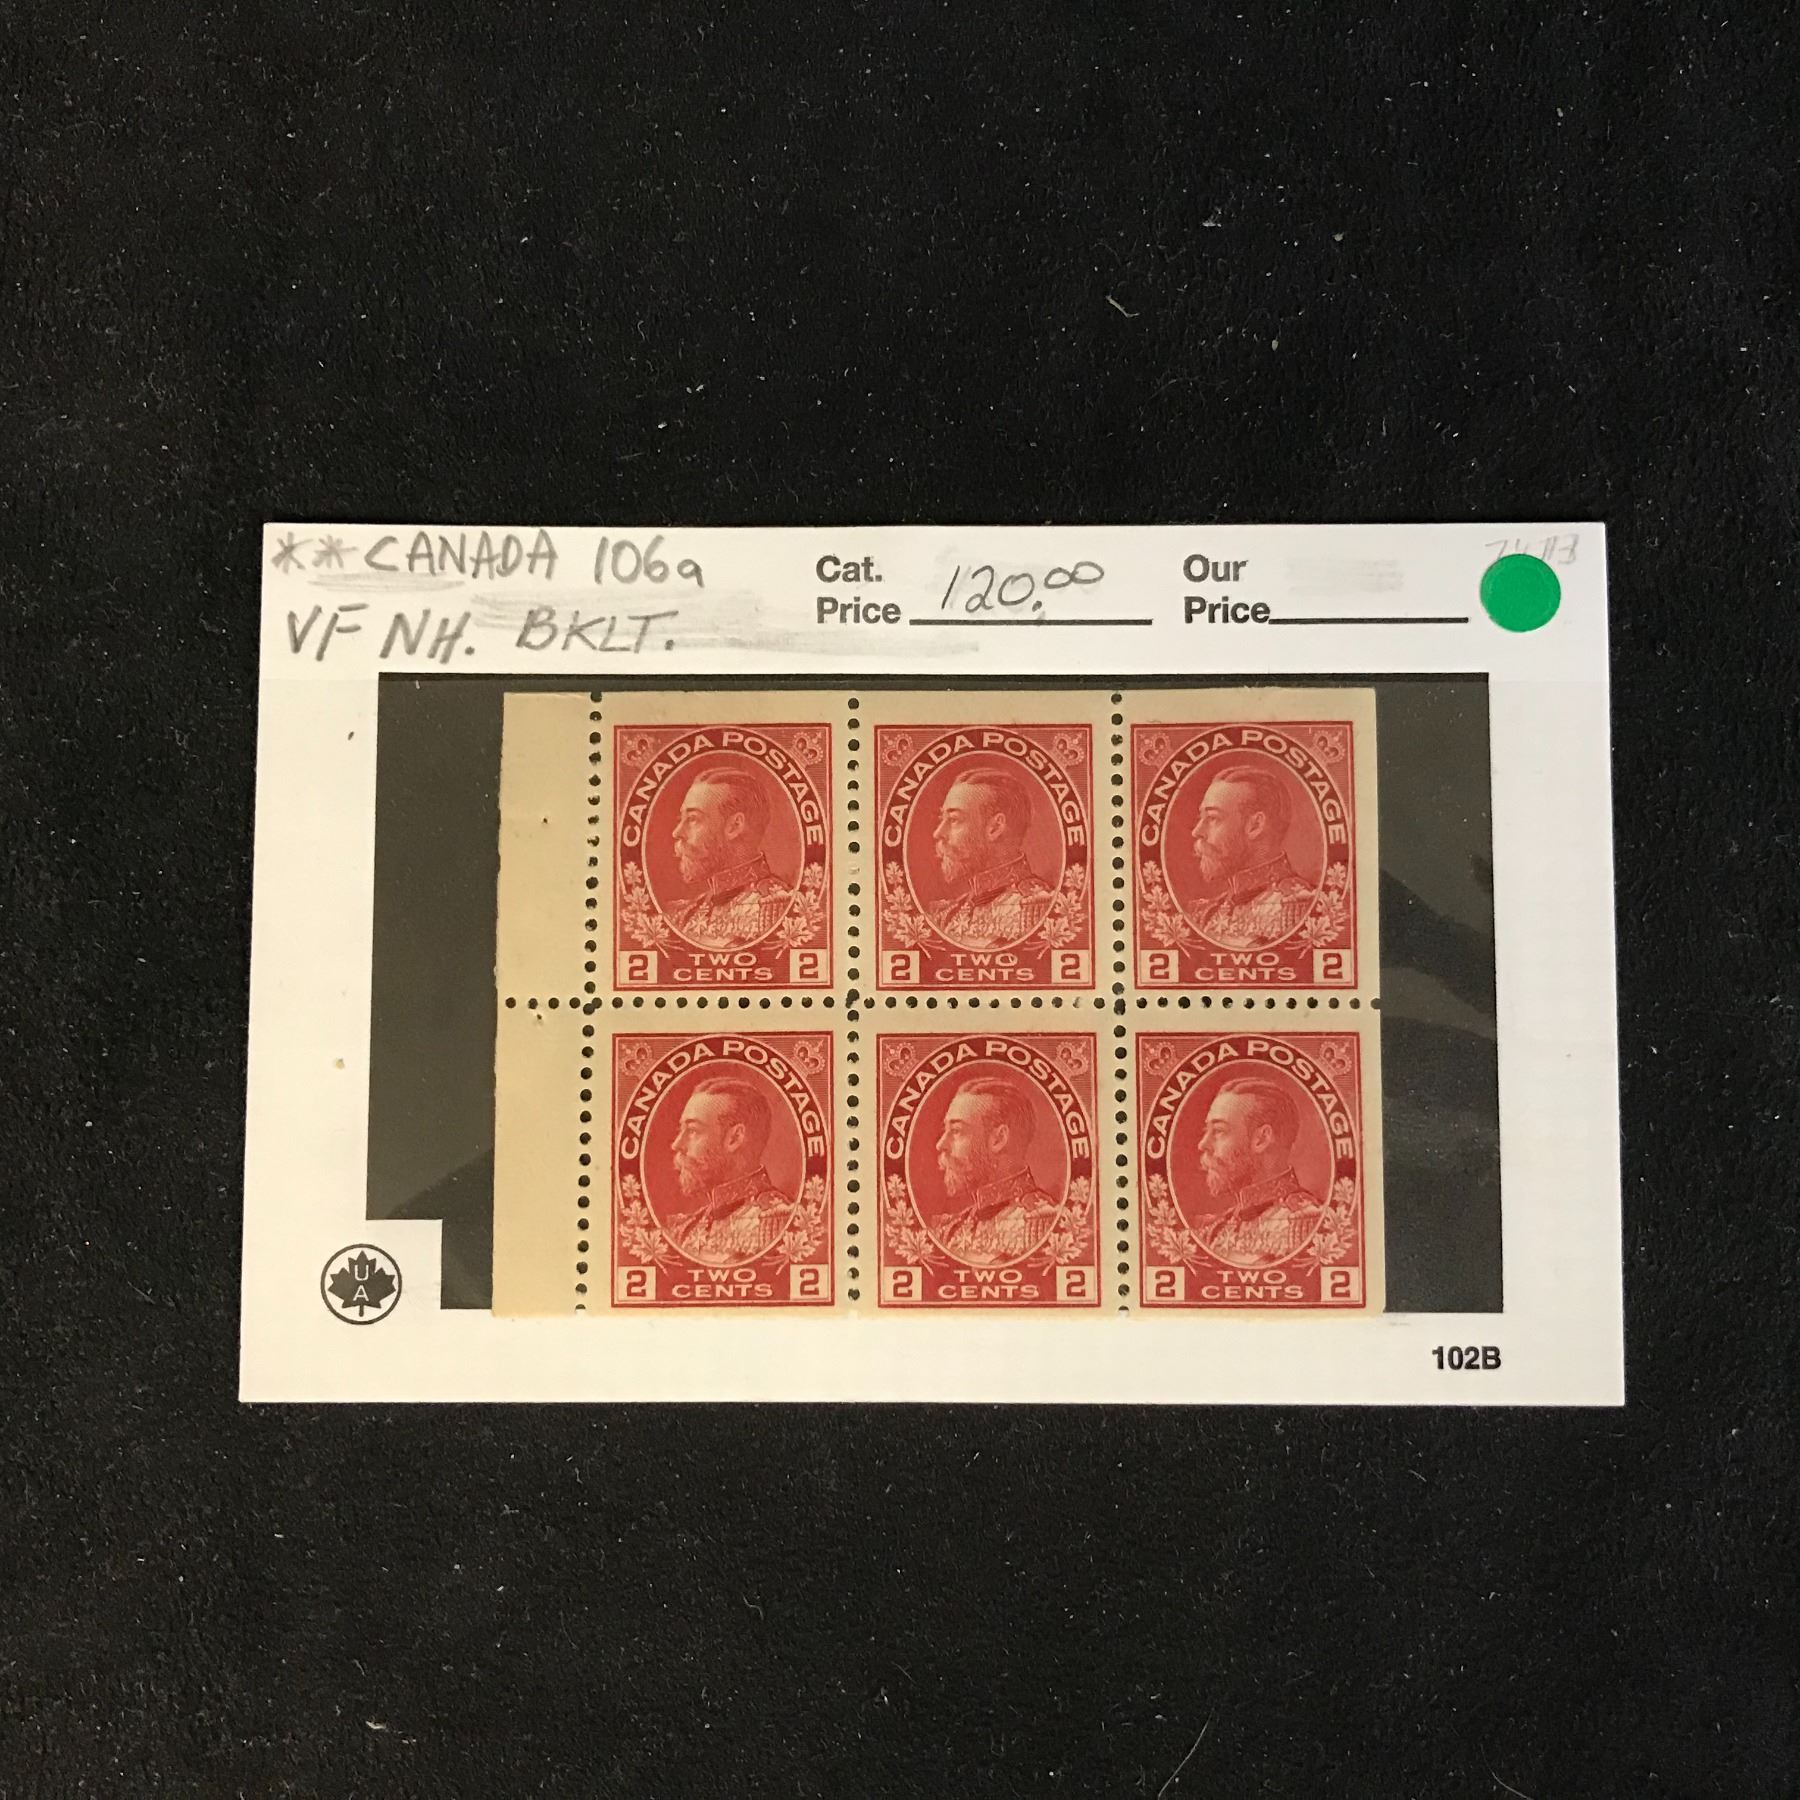 **CANADA 106a
VF NH. BKLT.
Cat. Price 120.00
Our Price
CANADA POSTAGE
2 TWO CENTS 2
CANADA POSTAGE
2 TWO CENTS 2
CANADA POSTAGE
2 TWO CENTS 2
CANADA POSTAGE
2 TWO CENTS 2
CANADA POSTAGE
2 TWO CENTS 2
CANADA POSTAGE
2 TWO CENTS 2
U
A
102B